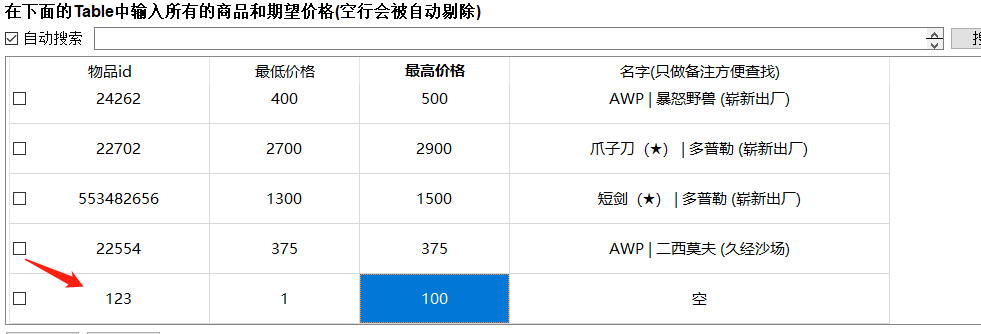 在下面的Table中输入所有的商品和期望价格(空行会被自动剔除)
自动搜索
物品id 最低价格 最高价格 名字(只做备注方便查找)
24262 400 500 AWP | 暴怒野兽 (崭新出厂)
22702 2700 2900 爪子刀（★） | 多普勒 (崭新出厂)
553482656 1300 1500 短剑（★） | 多普勒 (崭新出厂)
22554 375 375 AWP | 二西莫夫 (久经沙场)
123 1 100 空